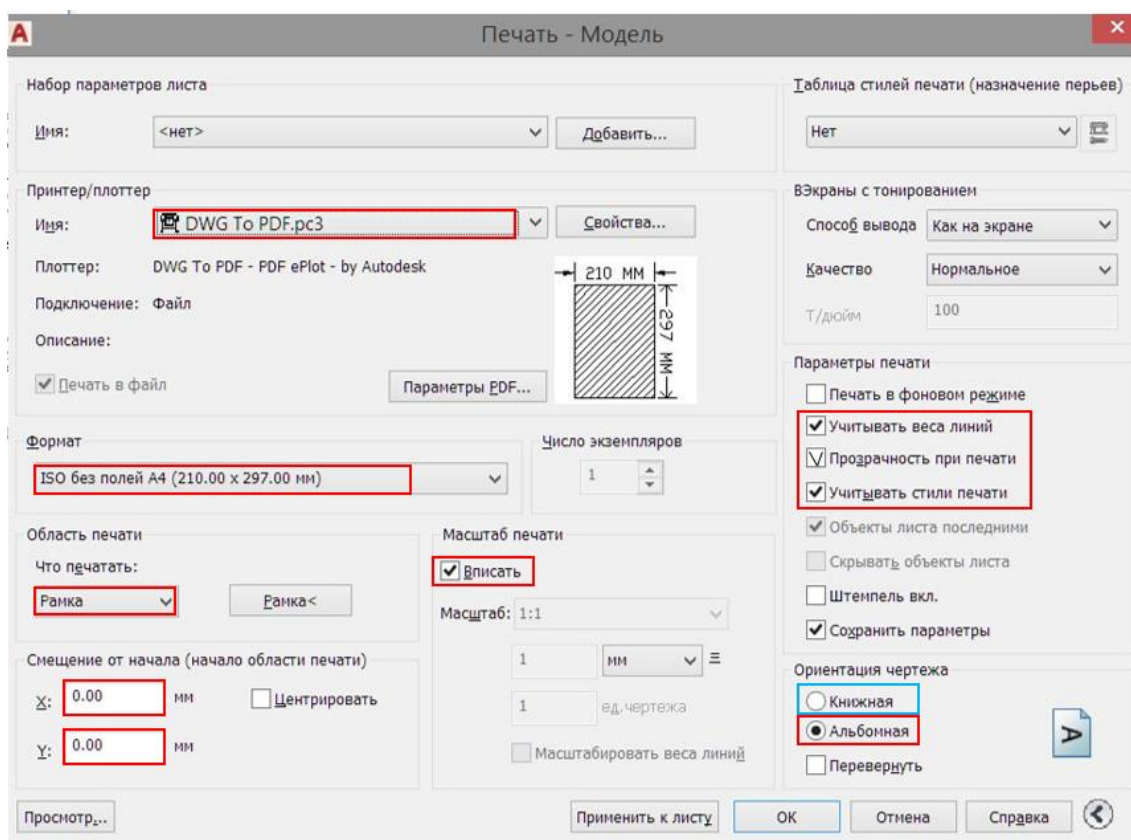 Печать - Модель
Набор параметров листа
Имя:
<нет>
Добавить...
Принтер/плоттер
Имя:
DWG To PDF.pc3
Свойства...
Плоттер:
DWG To PDF - PDF ePlot - by Autodesk
Подключение:
Файл
Описание:
Печать в файл
Параметры PDF...
210 MM
297 MM
Формат
ISO без полей A4 (210.00 x 297.00 мм)
Число экземпляров
1
Область печати
Что печатать:
Рамка
Рамка<
Масштаб печати
Вписать
Масштаб:
1:1
1
мм
=
1
ед.чертежа
Масштабировать веса линий
Смещение от начала (начало области печати)
X:
0.00
мм
Центрировать
Y:
0.00
мм
Таблица стилей печати (назначение перьев)
Нет
ВЭкраны с тонированием
Способ вывода
Как на экране
Качество
Нормальное
Т/дюйм
100
Параметры печати
Печать в фоновом режиме
Учитывать веса линий
Прозрачность при печати
Учитывать стили печати
Объекты листа последними
Скрывать объекты листа
Штемпель вкл.
Сохранить параметры
Ориентация чертежа
Книжная
Альбомная
Перевернуть
A
Просмотр...
Применить к листу
ОК
Отмена
Справка